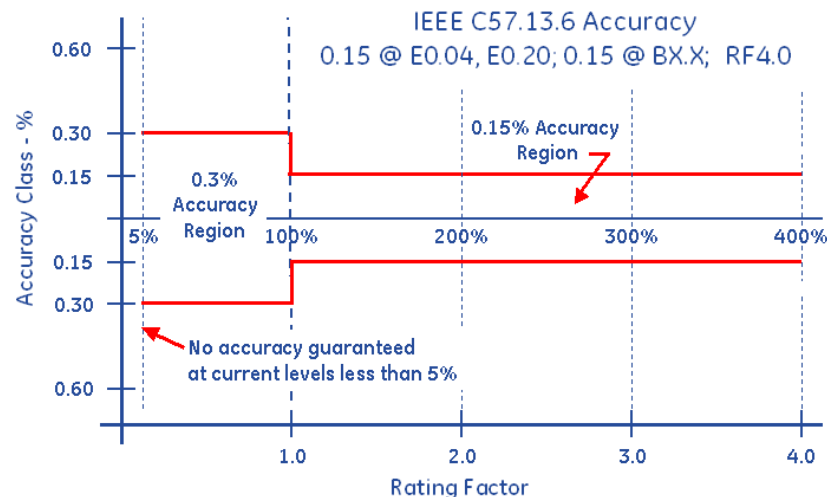 IEEE C57.13.6 Accuracy
0.15 @ E0.04, E0.20; 0.15 @ BX.X; RF4.0
Accuracy Class - %
0.60
0.30
0.15
0.15
0.30
0.60
0.3%
Accuracy
Region
0.15% Accuracy
Region
5%
100%
200%
300%
400%
No accuracy guaranteed
at current levels less than 5%
1.0
2.0
3.0
4.0
Rating Factor